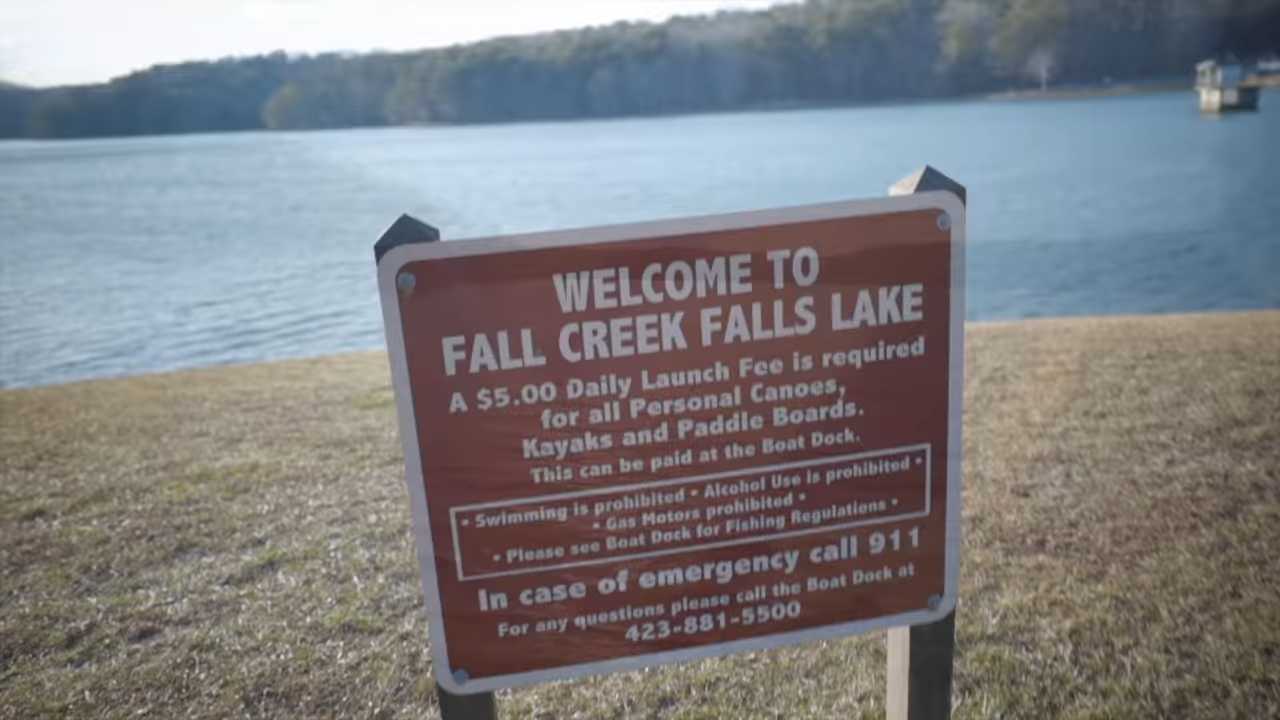 WELCOME TO
FALL CREEK FALLS LAKE
A $5.00 Daily Launch Fee is required
for all Personal Canoes,
Kayaks and Paddle Boards.
This can be paid at the Boat Dock.
• Swimming is prohibited • Alcohol Use is prohibited •
• Gas Motors prohibited •
• Please see Boat Dock for Fishing Regulations •
In case of emergency call 911
For any questions please call the Boat Dock at
423-881-5500